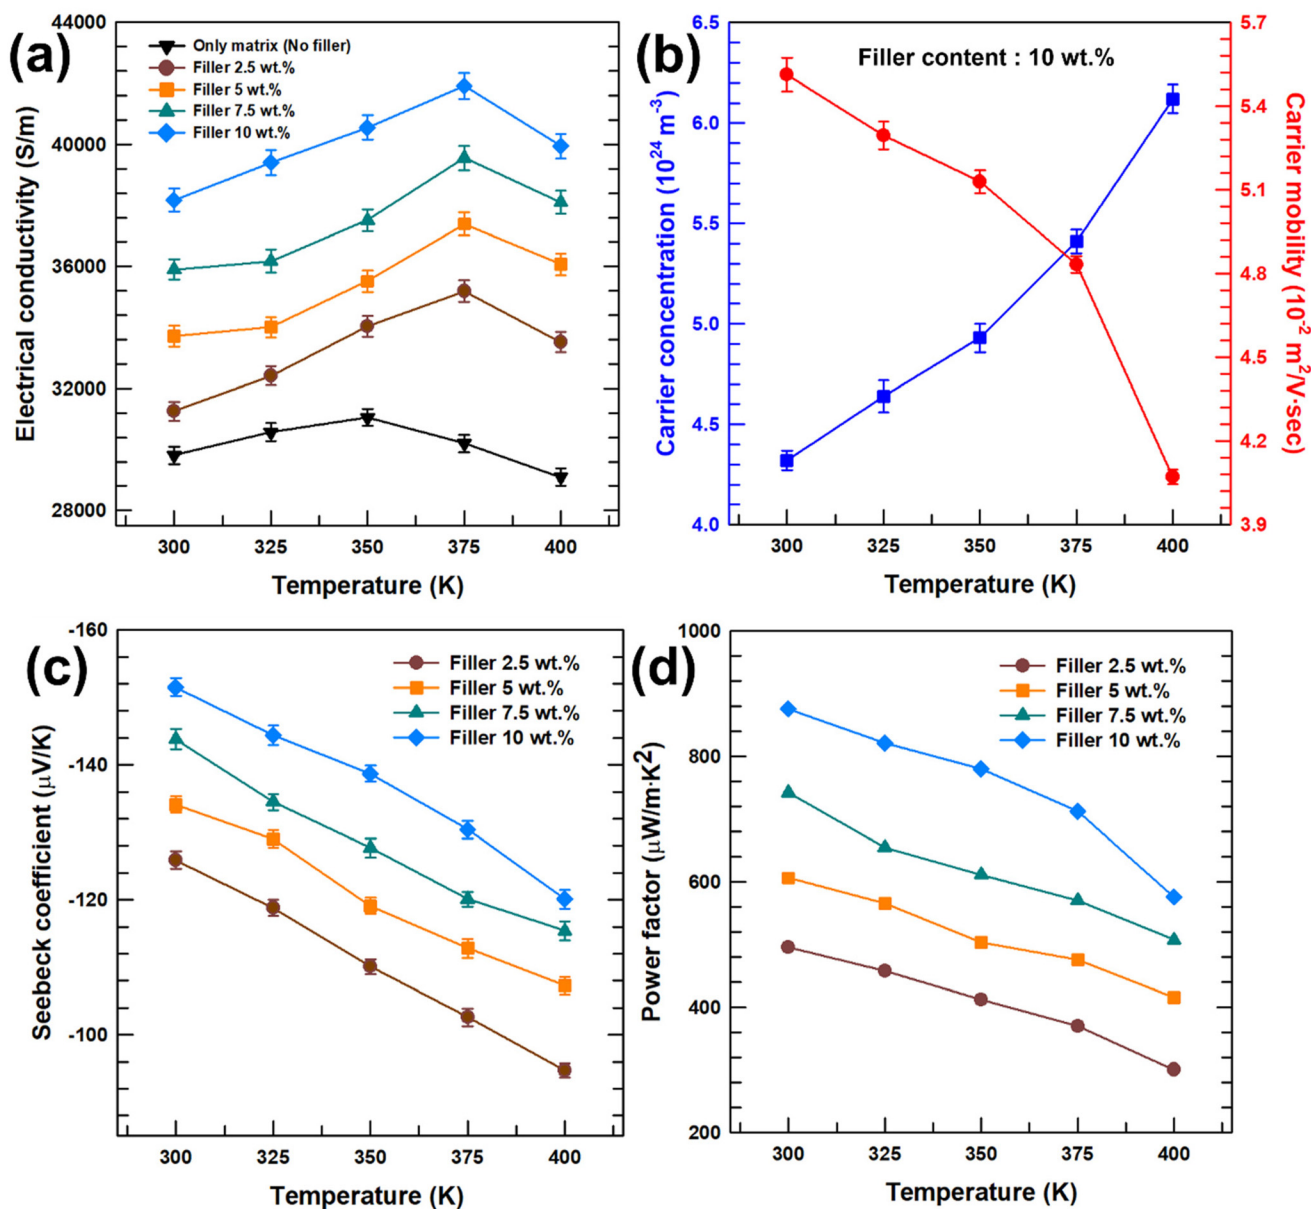 (a)
Only matrix (No filler)
Filler 2.5 wt.%
Filler 5 wt.%
Filler 7.5 wt.%
Filler 10 wt.%
Electrical conductivity (S/m)
44000
40000
36000
32000
28000
300 325 350 375 400
Temperature (K)
(b)
Filler content : 10 wt.%
Carrier concentration (10²⁴ m⁻³)
6.5
6.0
5.5
5.0
4.5
4.0
Carrier mobility (10⁻² m²/V·sec)
5.7
5.4
5.1
4.8
4.5
4.2
3.9
300 325 350 375 400
Temperature (K)
(c)
Filler 2.5 wt.%
Filler 5 wt.%
Filler 7.5 wt.%
Filler 10 wt.%
Seebeck coefficient (μV/K)
-160
-140
-120
-100
300 325 350 375 400
Temperature (K)
(d)
Filler 2.5 wt.%
Filler 5 wt.%
Filler 7.5 wt.%
Filler 10 wt.%
Power factor (μW/m·K²)
1000
800
600
400
200
300 325 350 375 400
Temperature (K)